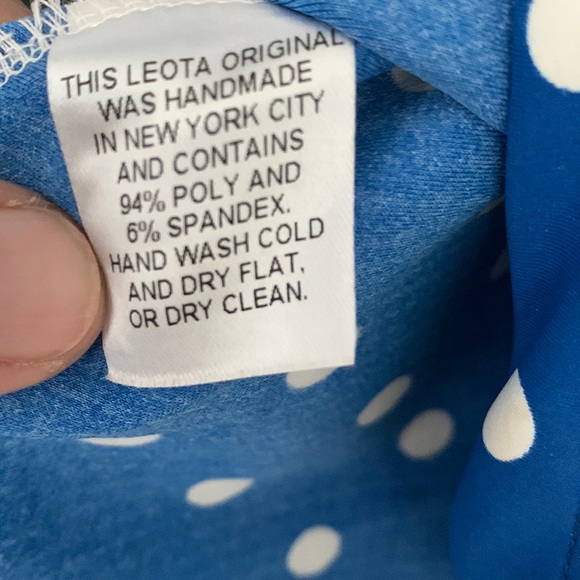 THIS LEOTA ORIGINAL
WAS HANDMADE
IN NEW YORK CITY
AND CONTAINS
94% POLY AND
6% SPANDEX.
HAND WASH COLD
AND DRY FLAT,
OR DRY CLEAN.